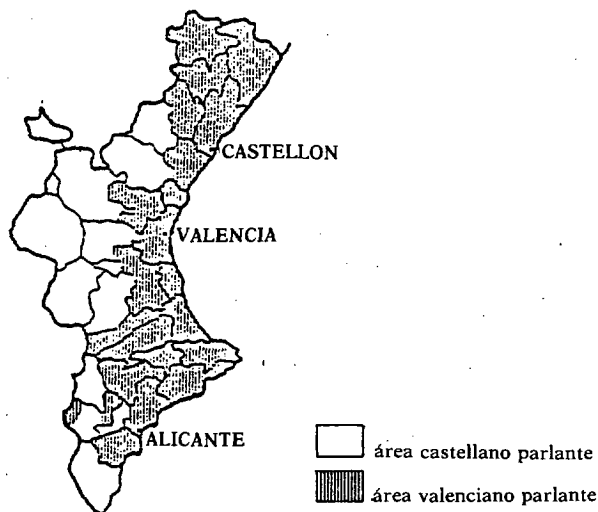 CASTELLON
VALENCIA
ALICANTE
área castellano parlante
área valenciano parlante